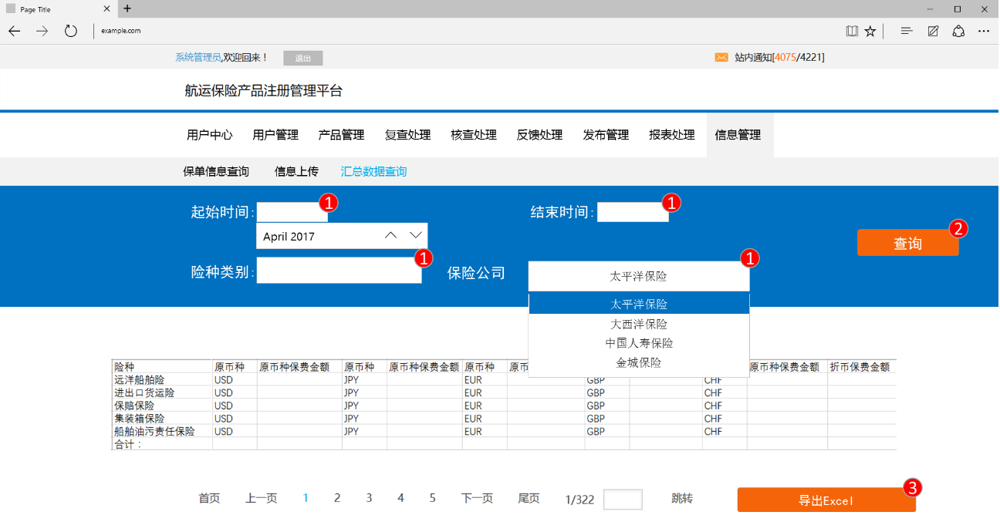 Page Title
example.com
系统管理员,欢迎回来！ 退出 站内通知[4075/4221]
航运保险产品注册管理平台
用户中心 用户管理 产品管理 复查处理 核查处理 反馈处理 发布管理 报表处理 信息管理
保单信息查询 信息上传 汇总数据查询
起始时间: 1 结束时间: 1
April 2017
查询 2
险种类别: 1 保险公司 太平洋保险 1
太平洋保险
大西洋保险
中国人寿保险
金城保险
险种 原币种 原币种保费金额 原币种 原币种保费金额 原币种 原币 原币种保费金额 折币保费金额
远洋船舶险 USD JPY EUR GBP CHF
进出口货运险 USD JPY EUR GBP CHF
保赔保险 USD JPY EUR GBP CHF
集装箱保险 USD JPY EUR GBP CHF
船舶油污责任保险 USD JPY EUR GBP CHF
合计：
首页 上一页 1 2 3 4 5 下一页 尾页 1/322 跳转 导出Excel 3